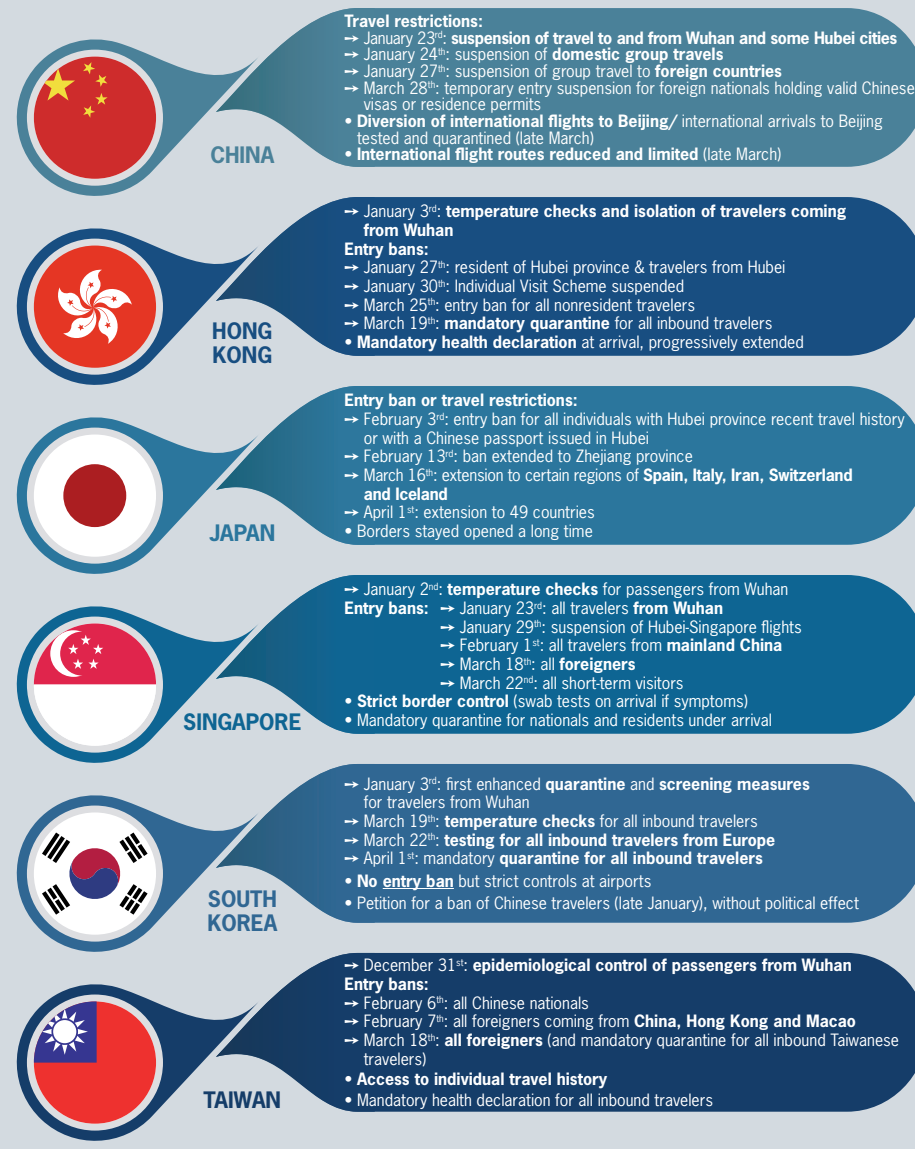 Travel restrictions:
➙ January 23rd: suspension of travel to and from Wuhan and some Hubei cities
➙ January 24th: suspension of domestic group travels
➙ January 27th: suspension of group travel to foreign countries
➙ March 28th: temporary entry suspension for foreign nationals holding valid Chinese
visas or residence permits
• Diversion of international flights to Beijing/ international arrivals to Beijing
tested and quarantined (late March)
• International flight routes reduced and limited (late March)
CHINA
➙ January 3rd: temperature checks and isolation of travelers coming
from Wuhan
Entry bans:
➙ January 27th: resident of Hubei province & travelers from Hubei
➙ January 30th: Individual Visit Scheme suspended
➙ March 25th: entry ban for all nonresident travelers
➙ March 19th: mandatory quarantine for all inbound travelers
• Mandatory health declaration at arrival, progressively extended
HONG
KONG
Entry ban or travel restrictions:
➙ February 3rd: entry ban for all individuals with Hubei province recent travel history
or with a Chinese passport issued in Hubei
➙ February 13rd: ban extended to Zhejiang province
➙ March 16th: extension to certain regions of Spain, Italy, Iran, Switzerland
and Iceland
➙ April 1st: extension to 49 countries
• Borders stayed opened a long time
JAPAN
➙ January 2nd: temperature checks for passengers from Wuhan
Entry bans: ➙ January 23rd: all travelers from Wuhan
➙ January 29th: suspension of Hubei-Singapore flights
➙ February 1st: all travelers from mainland China
➙ March 18th: all foreigners
➙ March 22nd: all short-term visitors
• Strict border control (swab tests on arrival if symptoms)
• Mandatory quarantine for nationals and residents under arrival
SINGAPORE
➙ January 3rd: first enhanced quarantine and screening measures
for travelers from Wuhan
➙ March 19th: temperature checks for all inbound travelers
➙ March 22th: testing for all inbound travelers from Europe
➙ April 1st: mandatory quarantine for all inbound travelers
• No entry ban but strict controls at airports
• Petition for a ban of Chinese travelers (late January), without political effect
SOUTH
KOREA
➙ December 31st: epidemiological control of passengers from Wuhan
Entry bans:
➙ February 6th: all Chinese nationals
➙ February 7th: all foreigners coming from China, Hong Kong and Macao
➙ March 18th: all foreigners (and mandatory quarantine for all inbound Taiwanese
travelers)
• Access to individual travel history
• Mandatory health declaration for all inbound travelers
TAIWAN